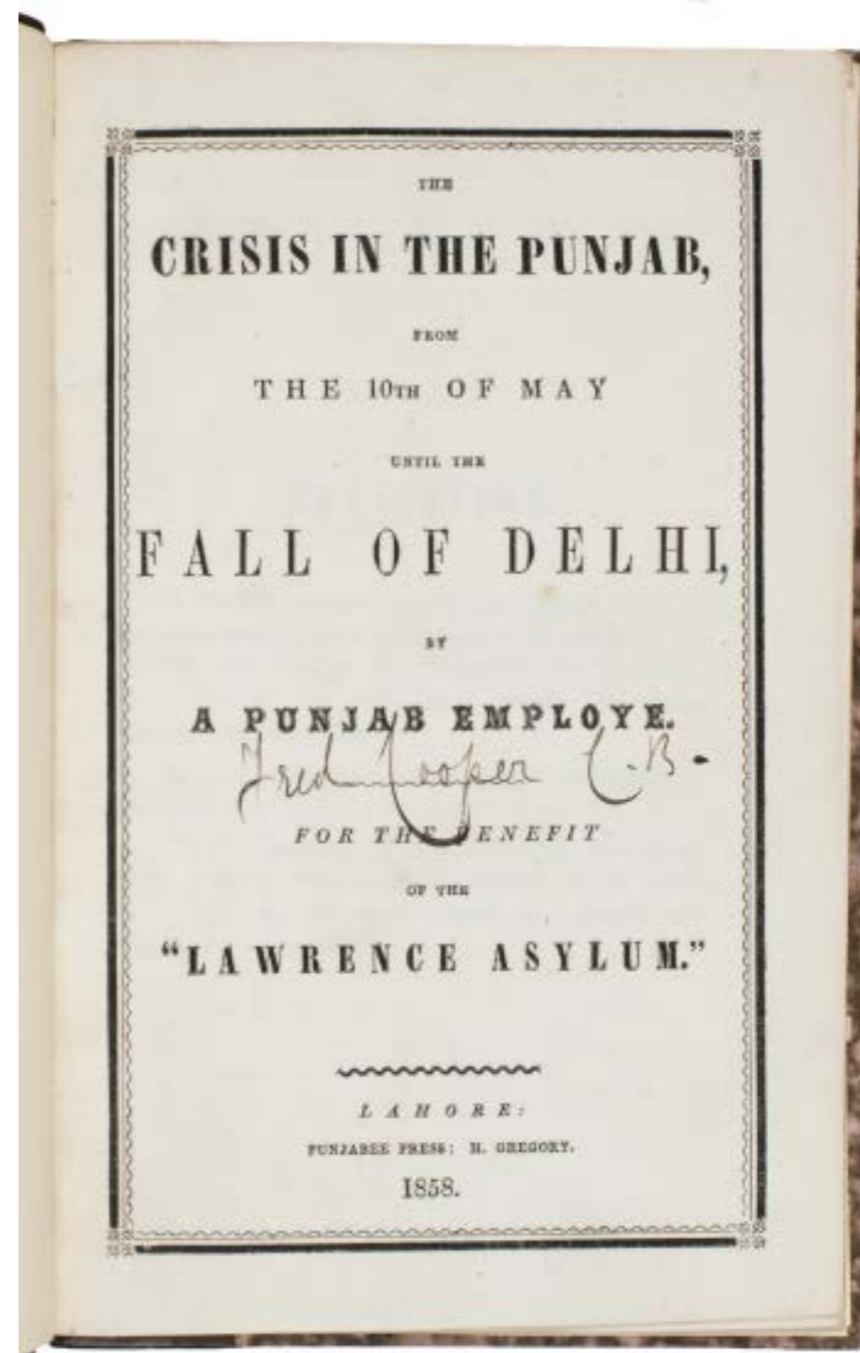 THE
CRISIS IN THE PUNJAB,
FROM
THE 10TH OF MAY
UNTIL THE
FALL OF DELHI,
BY
A PUNJAB EMPLOYE.
Fred Cooper C.B.
FOR THE BENEFIT
OF THE
“LAWRENCE ASYLUM.”
LAHORE:
PUNJABEE PRESS: H. GREGORY.
1858.